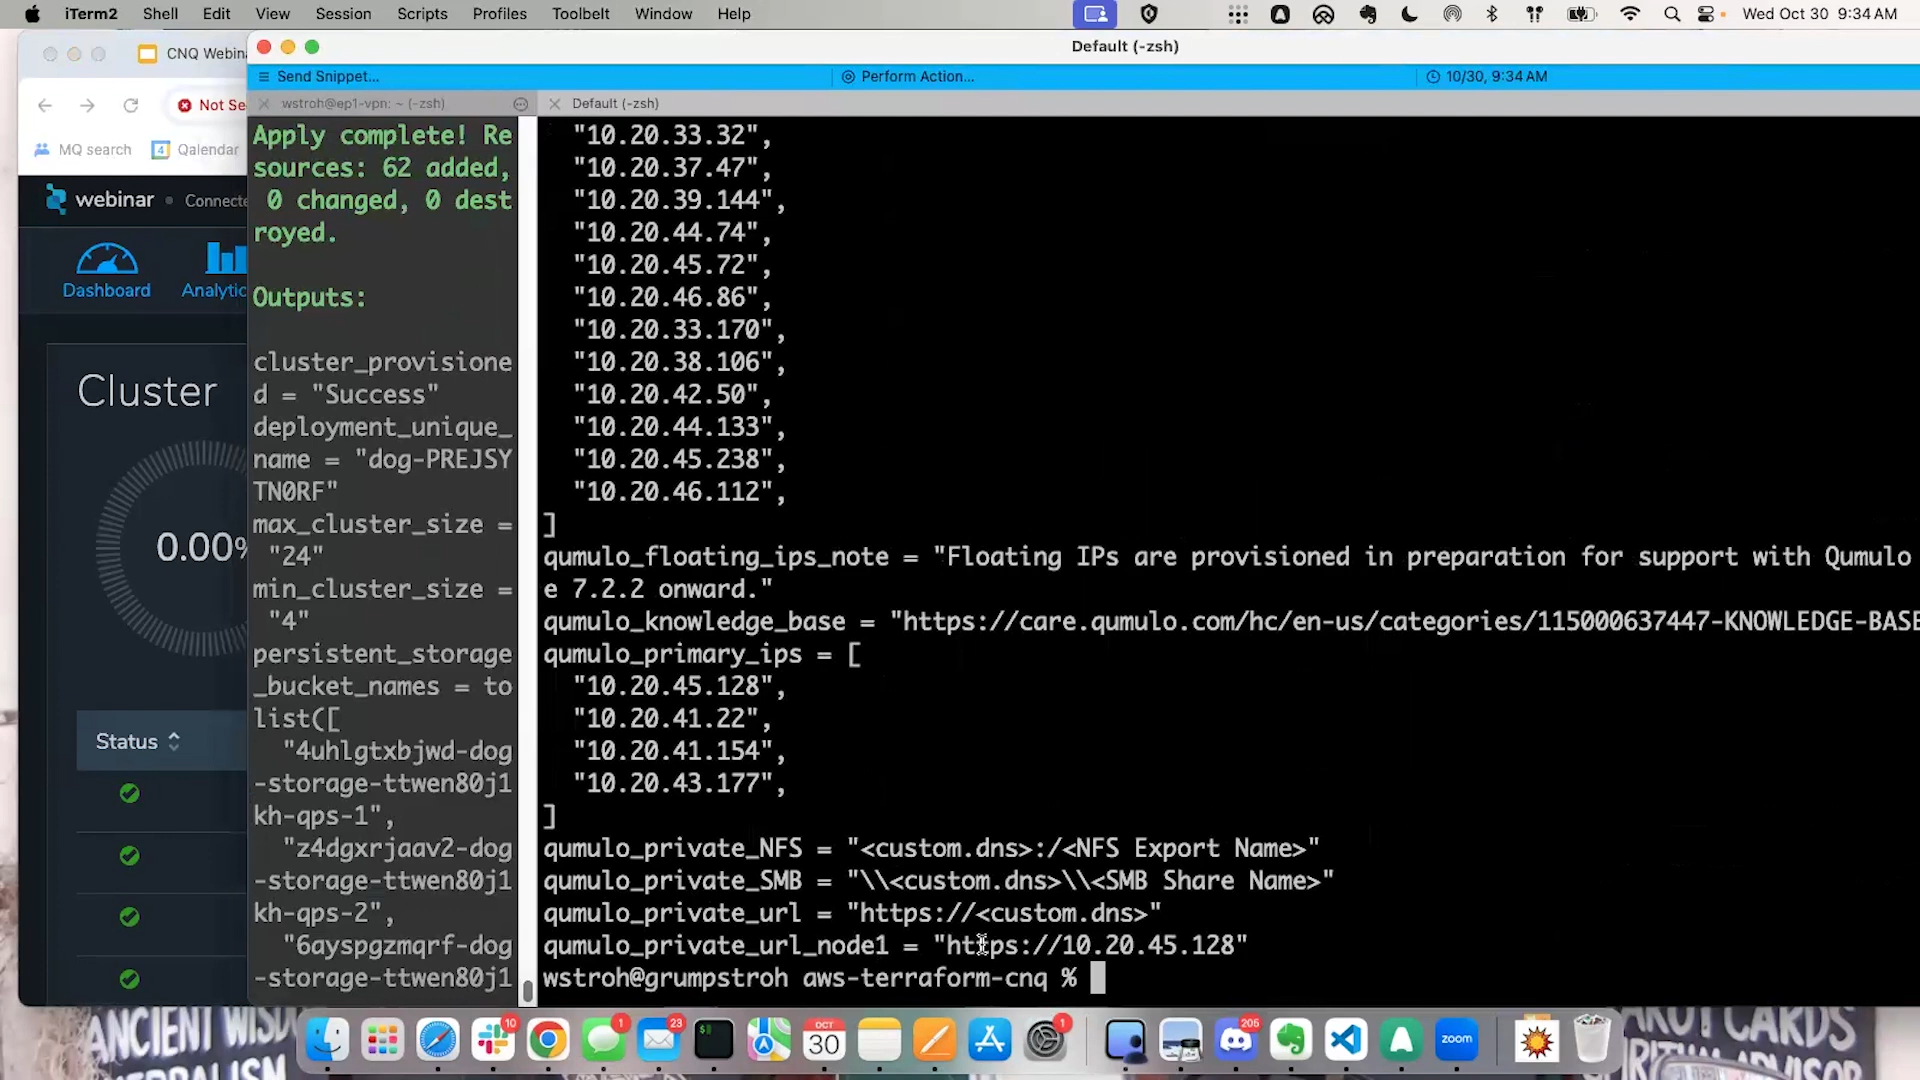 iTerm2 Shell Edit View Session Scripts Profiles Toolbelt Window Help Wed Oct 30 9:34 AM
CNQ Webina
Default (-zsh)
Send Snippet... Perform Action... 10/30, 9:34 AM
Not Se
wstroh@ep1-vpn: ~ (-zsh) Default (-zsh)
MQ search Qalendar
webinar • Connecte
Dashboard Analytic
Cluster
0.00%
Status
Apply complete! Re
sources: 62 added,
0 changed, 0 dest
royed.
Outputs:
cluster_provisione
d = "Success"
deployment_unique_
name = "dog-PREJSY
TN0RF"
max_cluster_size =
"24"
min_cluster_size =
"4"
persistent_storage
_bucket_names = to
list([
"4uhlgtxbjwd-dog
-storage-ttwen80j1
kh-qps-1",
"z4dgxrjaav2-dog
-storage-ttwen80j1
kh-qps-2",
"6ayspgzmqrf-dog
-storage-ttwen80j1
"10.20.33.32",
"10.20.37.47",
"10.20.39.144",
"10.20.44.74",
"10.20.45.72",
"10.20.46.86",
"10.20.33.170",
"10.20.38.106",
"10.20.42.50",
"10.20.44.133",
"10.20.45.238",
"10.20.46.112",
]
qumulo_floating_ips_note = "Floating IPs are provisioned in preparation for support with Qumulo
e 7.2.2 onward."
qumulo_knowledge_base = "https://care.qumulo.com/hc/en-us/categories/115000637447-KNOWLEDGE-BASE
qumulo_primary_ips = [
"10.20.45.128",
"10.20.41.22",
"10.20.41.154",
"10.20.43.177",
]
qumulo_private_NFS = "<custom.dns>:/<NFS Export Name>"
qumulo_private_SMB = "\\<custom.dns>\\<SMB Share Name>"
qumulo_private_url = "https://<custom.dns>"
qumulo_private_url_node1 = "https://10.20.45.128"
wstroh@grumpstroh aws-terraform-cnq %
ANCIENT WISD
10 1 23 OCT 30 1 205 zoom